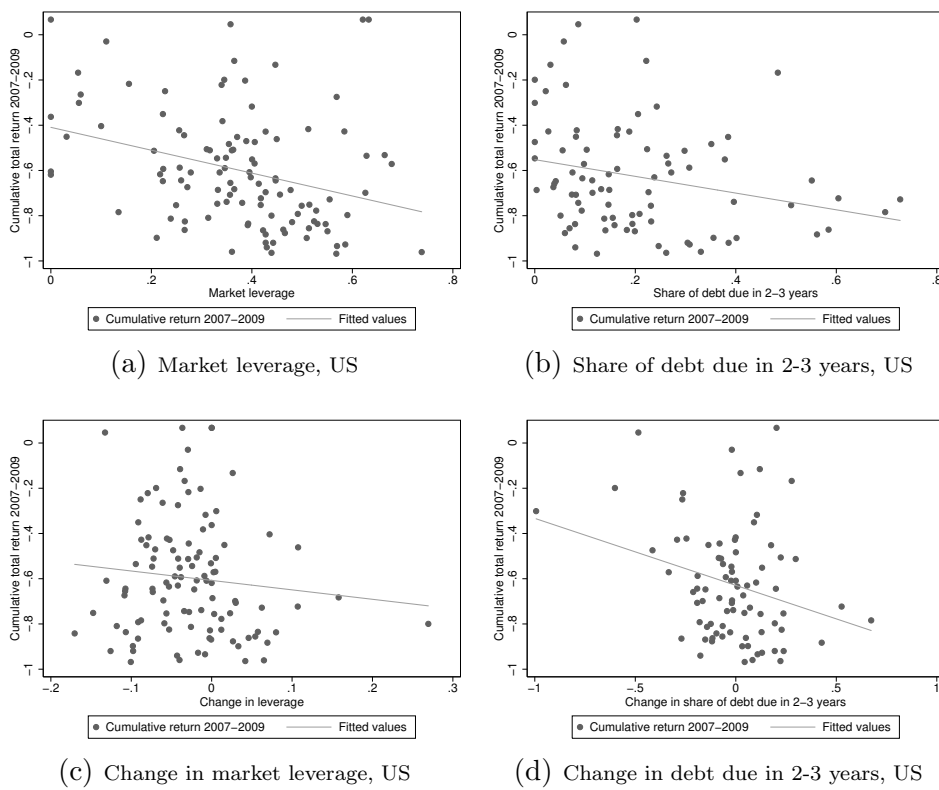 Cumulative total return 2007−2009
0
−.2
−.4
−.6
−.8
−1
0 .2 .4 .6 .8
Market leverage
Cumulative return 2007−2009 Fitted values
(a) Market leverage, US
Cumulative total return 2007−2009
0
−.2
−.4
−.6
−.8
−1
0 .2 .4 .6 .8
Share of debt due in 2−3 years
Cumulative return 2007−2009 Fitted values
(b) Share of debt due in 2-3 years, US
Cumulative total return 2007−2009
0
−.2
−.4
−.6
−.8
−1
−.2 −.1 0 .1 .2 .3
Change in leverage
Cumulative return 2007−2009 Fitted values
(c) Change in market leverage, US
Cumulative total return 2007−2009
0
−.2
−.4
−.6
−.8
−1
−1 −.5 0 .5 1
Change in share of debt due in 2−3 years
Cumulative return 2007−2009 Fitted values
(d) Change in debt due in 2-3 years, US